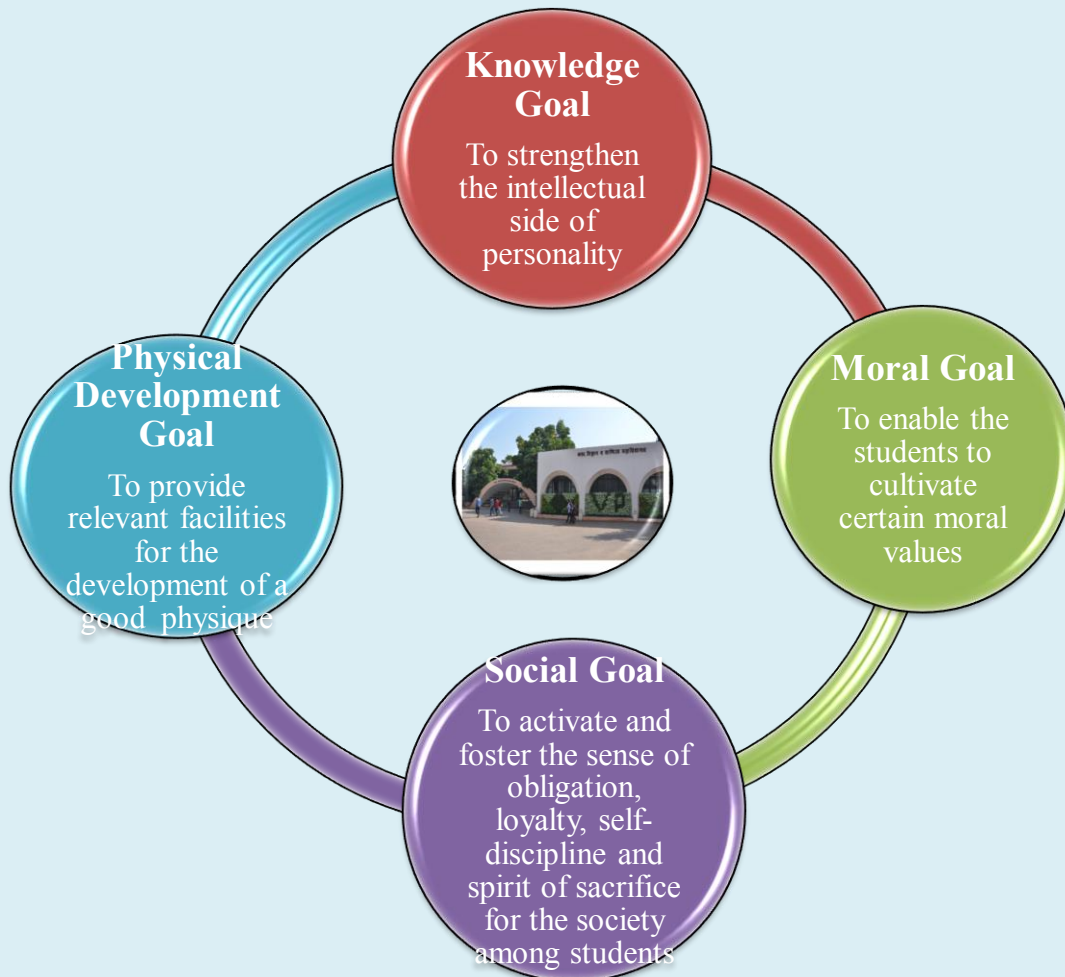 Knowledge
Goal
To strengthen
the intellectual
side of
personality
Moral Goal
To enable the
students to
cultivate
certain moral
values
Social Goal
To activate and
foster the sense of
obligation,
loyalty, self-
discipline and
spirit of sacrifice
for the society
among students
Physical
Development
Goal
To provide
relevant facilities
for the
development of a
good physique
VP